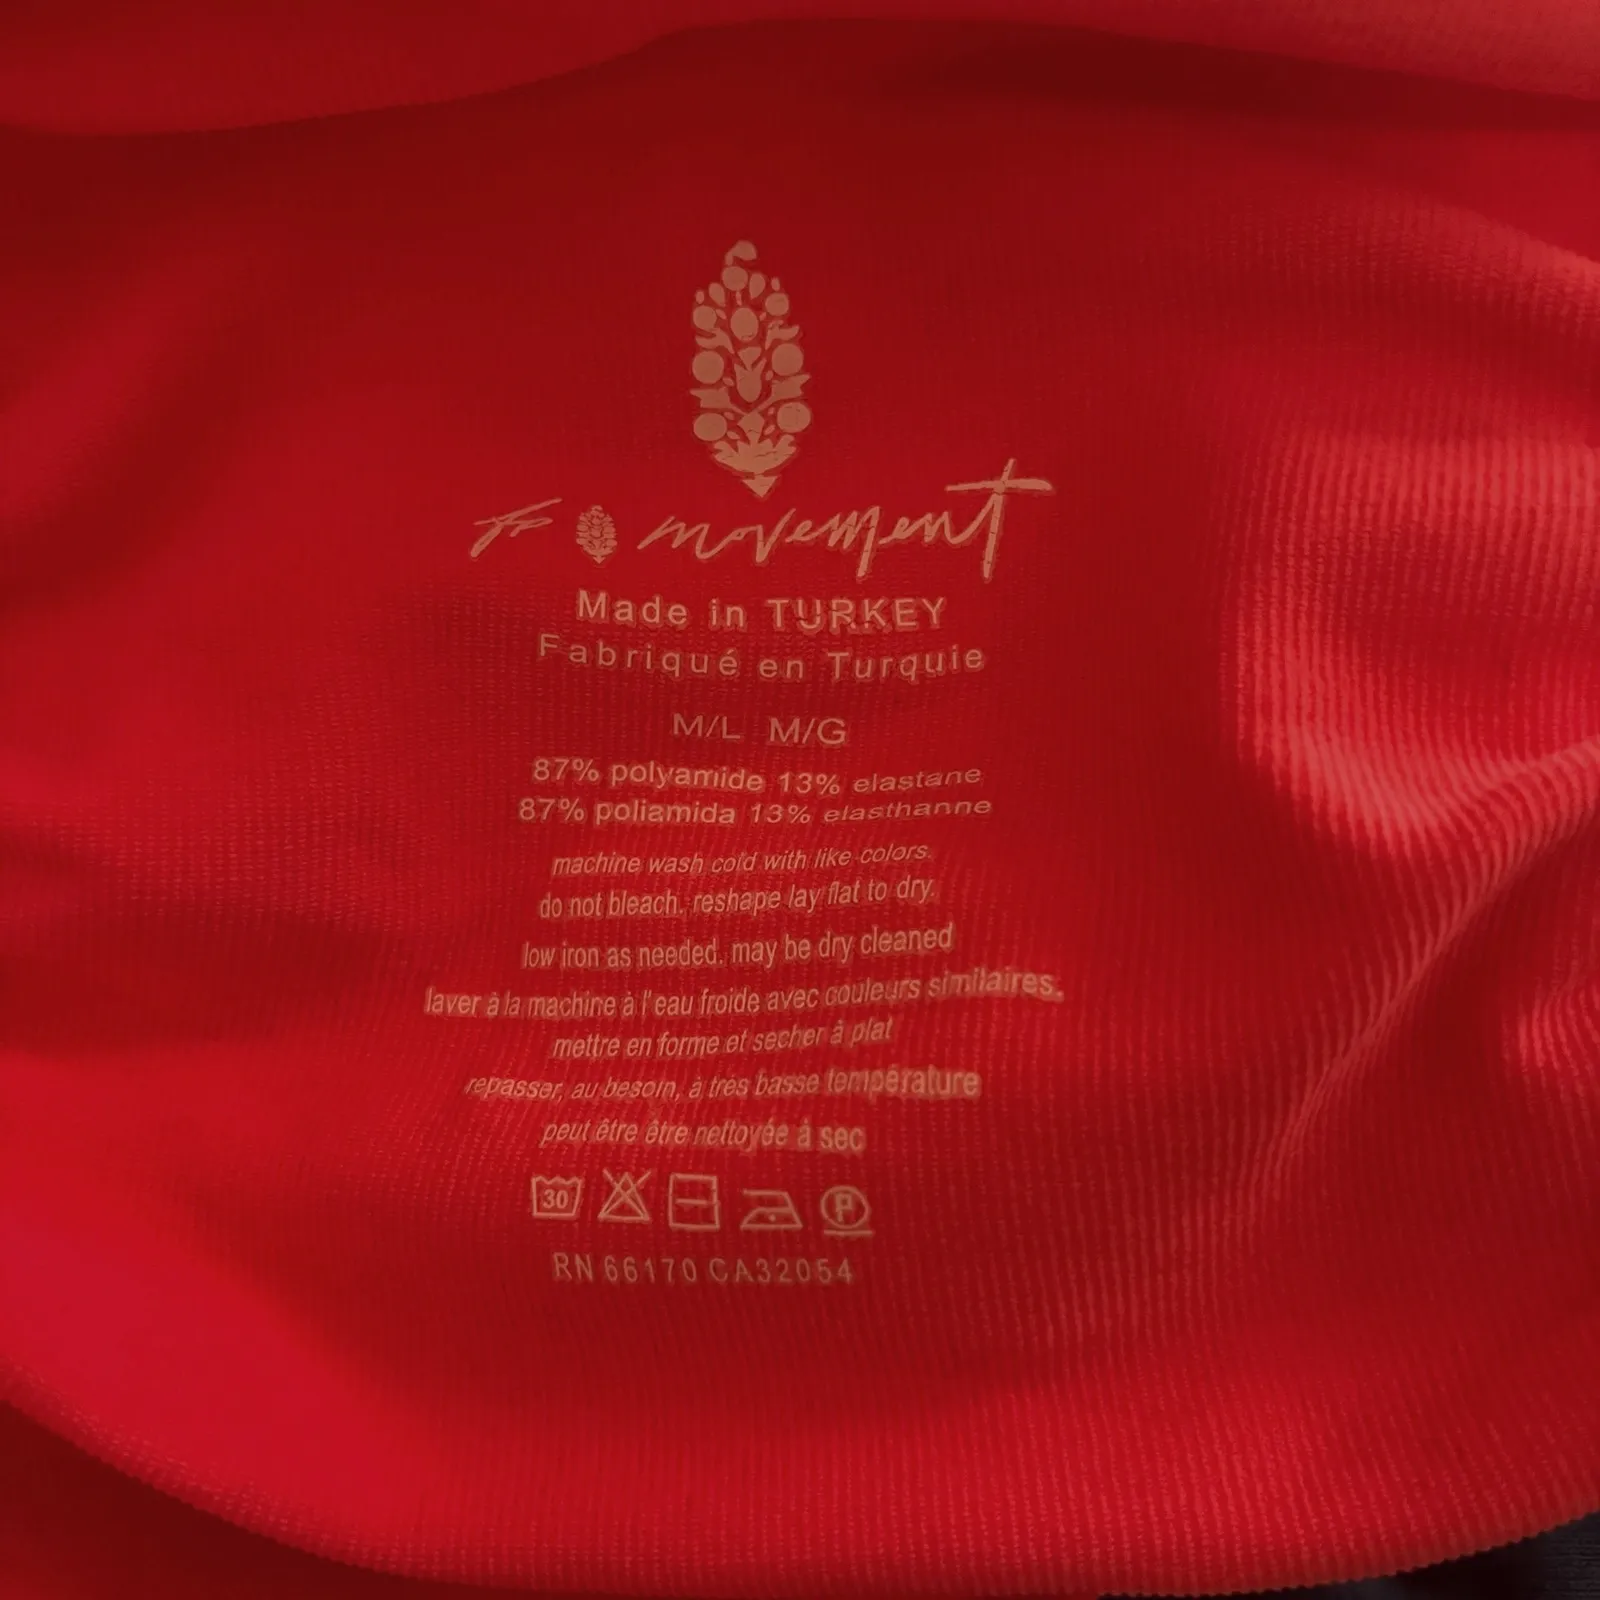 fp movement
Made in TURKEY
Fabriqué en Turquie
M/L M/G
87% polyamide 13% elastane
87% poliamida 13% elasthanne
machine wash cold with like colors.
do not bleach. reshape lay flat to dry.
low iron as needed. may be dry cleaned
laver à la machine à l'eau froide avec couleurs similaires.
mettre en forme et secher à plat
repasser, au besoin, à très basse température
peut être être nettoyée à sec
30 P
RN 66170 CA32054